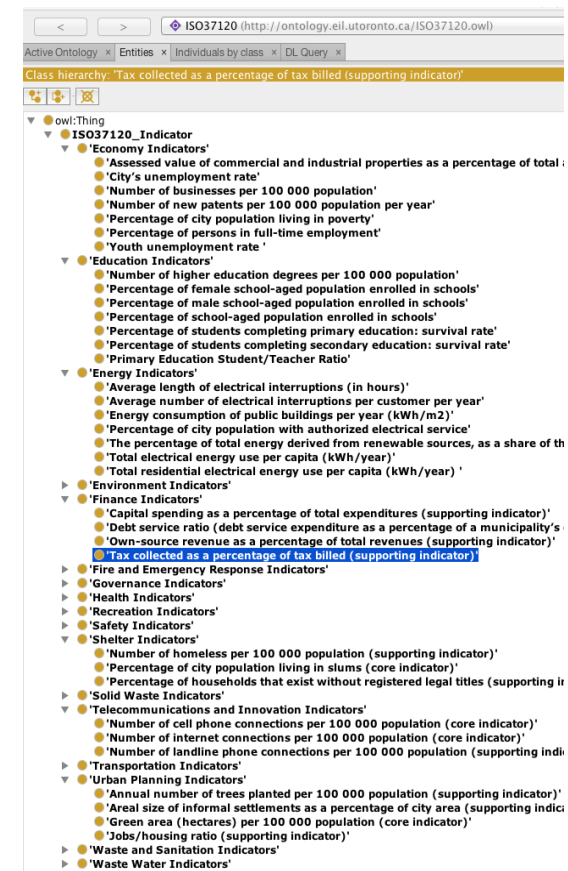 < > ISO37120 (http://ontology.eil.utoronto.ca/ISO37120.owl)
Active Ontology × Entities × Individuals by class × DL Query ×
Class hierarchy: 'Tax collected as a percentage of tax billed (supporting indicator)'
owl:Thing
ISO37120_Indicator
'Economy Indicators'
'Assessed value of commercial and industrial properties as a percentage of total
'City's unemployment rate'
'Number of businesses per 100 000 population'
'Number of new patents per 100 000 population per year'
'Percentage of city population living in poverty'
'Percentage of persons in full-time employment'
'Youth unemployment rate '
'Education Indicators'
'Number of higher education degrees per 100 000 population'
'Percentage of female school-aged population enrolled in schools'
'Percentage of male school-aged population enrolled in schools'
'Percentage of school-aged population enrolled in schools'
'Percentage of students completing primary education: survival rate'
'Percentage of students completing secondary education: survival rate'
'Primary Education Student/Teacher Ratio'
'Energy Indicators'
'Average length of electrical interruptions (in hours)'
'Average number of electrical interruptions per customer per year'
'Energy consumption of public buildings per year (kWh/m2)'
'Percentage of city population with authorized electrical service'
'The percentage of total energy derived from renewable sources, as a share of th
'Total electrical energy use per capita (kWh/year)'
'Total residential electrical energy use per capita (kWh/year) '
'Environment Indicators'
'Finance Indicators'
'Capital spending as a percentage of total expenditures (supporting indicator)'
'Debt service ratio (debt service expenditure as a percentage of a municipality's
'Own-source revenue as a percentage of total revenues (supporting indicator)'
'Tax collected as a percentage of tax billed (supporting indicator)'
'Fire and Emergency Response Indicators'
'Governance Indicators'
'Health Indicators'
'Recreation Indicators'
'Safety Indicators'
'Shelter Indicators'
'Number of homeless per 100 000 population (supporting indicator)'
'Percentage of city population living in slums (core indicator)'
'Percentage of households that exist without registered legal titles (supporting in
'Solid Waste Indicators'
'Telecommunications and Innovation Indicators'
'Number of cell phone connections per 100 000 population (core indicator)'
'Number of internet connections per 100 000 population (core indicator)'
'Number of landline phone connections per 100 000 population (supporting indic
'Transportation Indicators'
'Urban Planning Indicators'
'Annual number of trees planted per 100 000 population (supporting indicator)'
'Areal size of informal settlements as a percentage of city area (supporting indica
'Green area (hectares) per 100 000 population (core indicator)'
'Jobs/housing ratio (supporting indicator)'
'Waste and Sanitation Indicators'
'Waste Water Indicators'